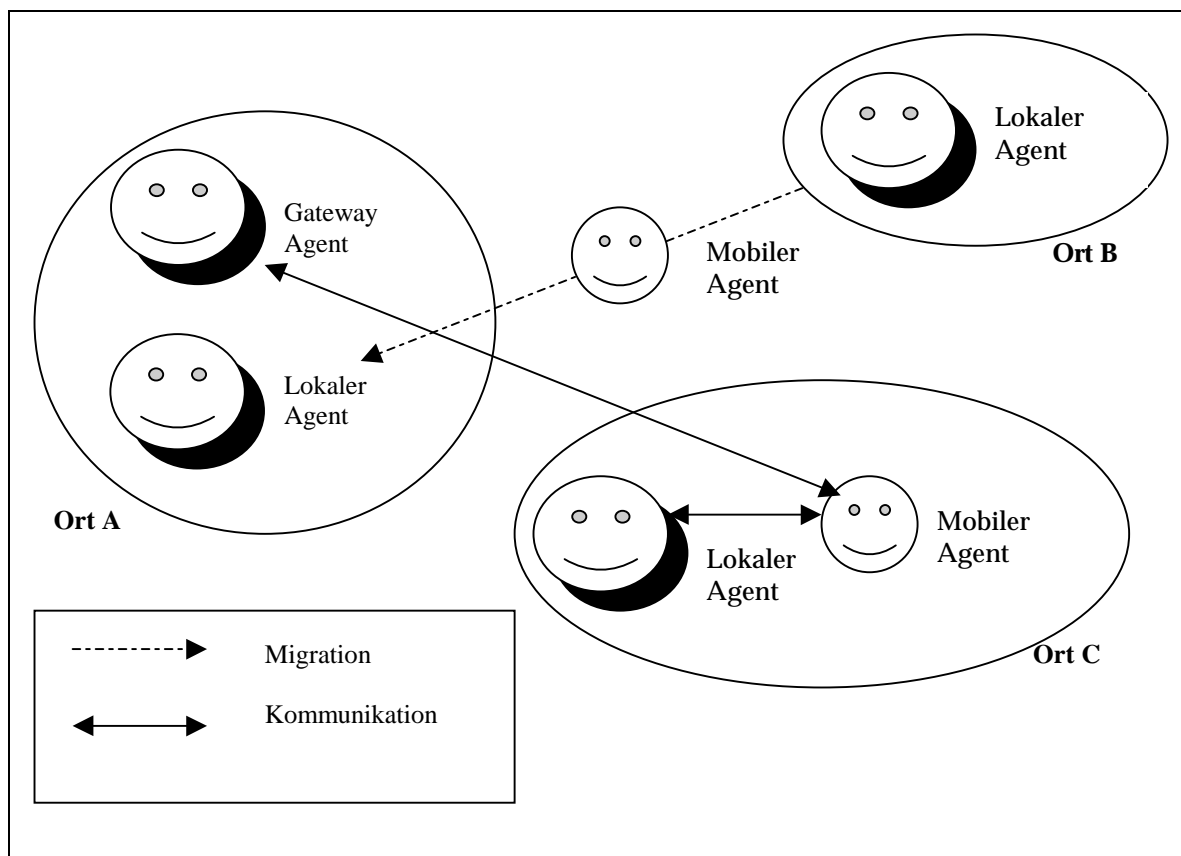 Lokaler
Agent
Ort B
Gateway
Agent
Mobiler
Agent
Lokaler
Agent
Ort A
Lokaler
Agent
Mobiler
Agent
Ort C
Migration
Kommunikation